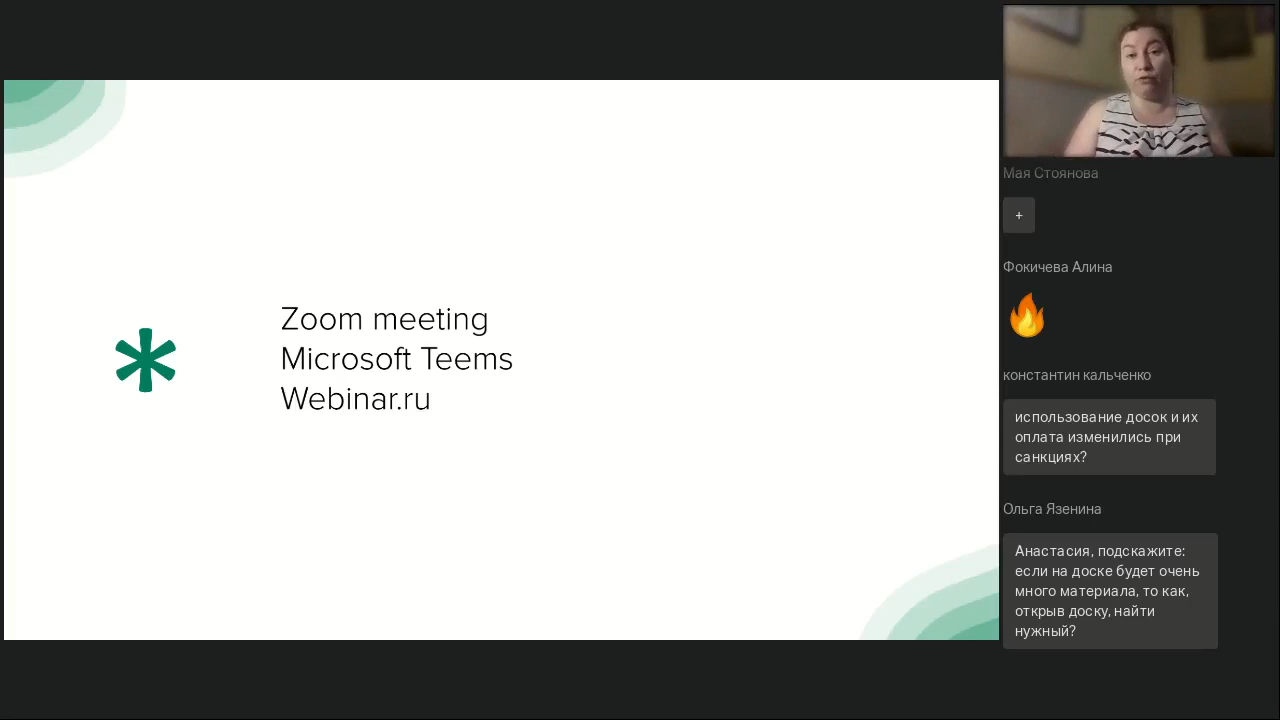 Zoom meeting
Microsoft Teems
Webinar.ru
Мая Стоянова
+
Фокичева Алина
константин кальченко
использование досок и их
оплата изменились при
санкциях?
Ольга Язенина
Анастасия, подскажите:
если на доске будет очень
много материала, то как,
открыв доску, найти
нужный?